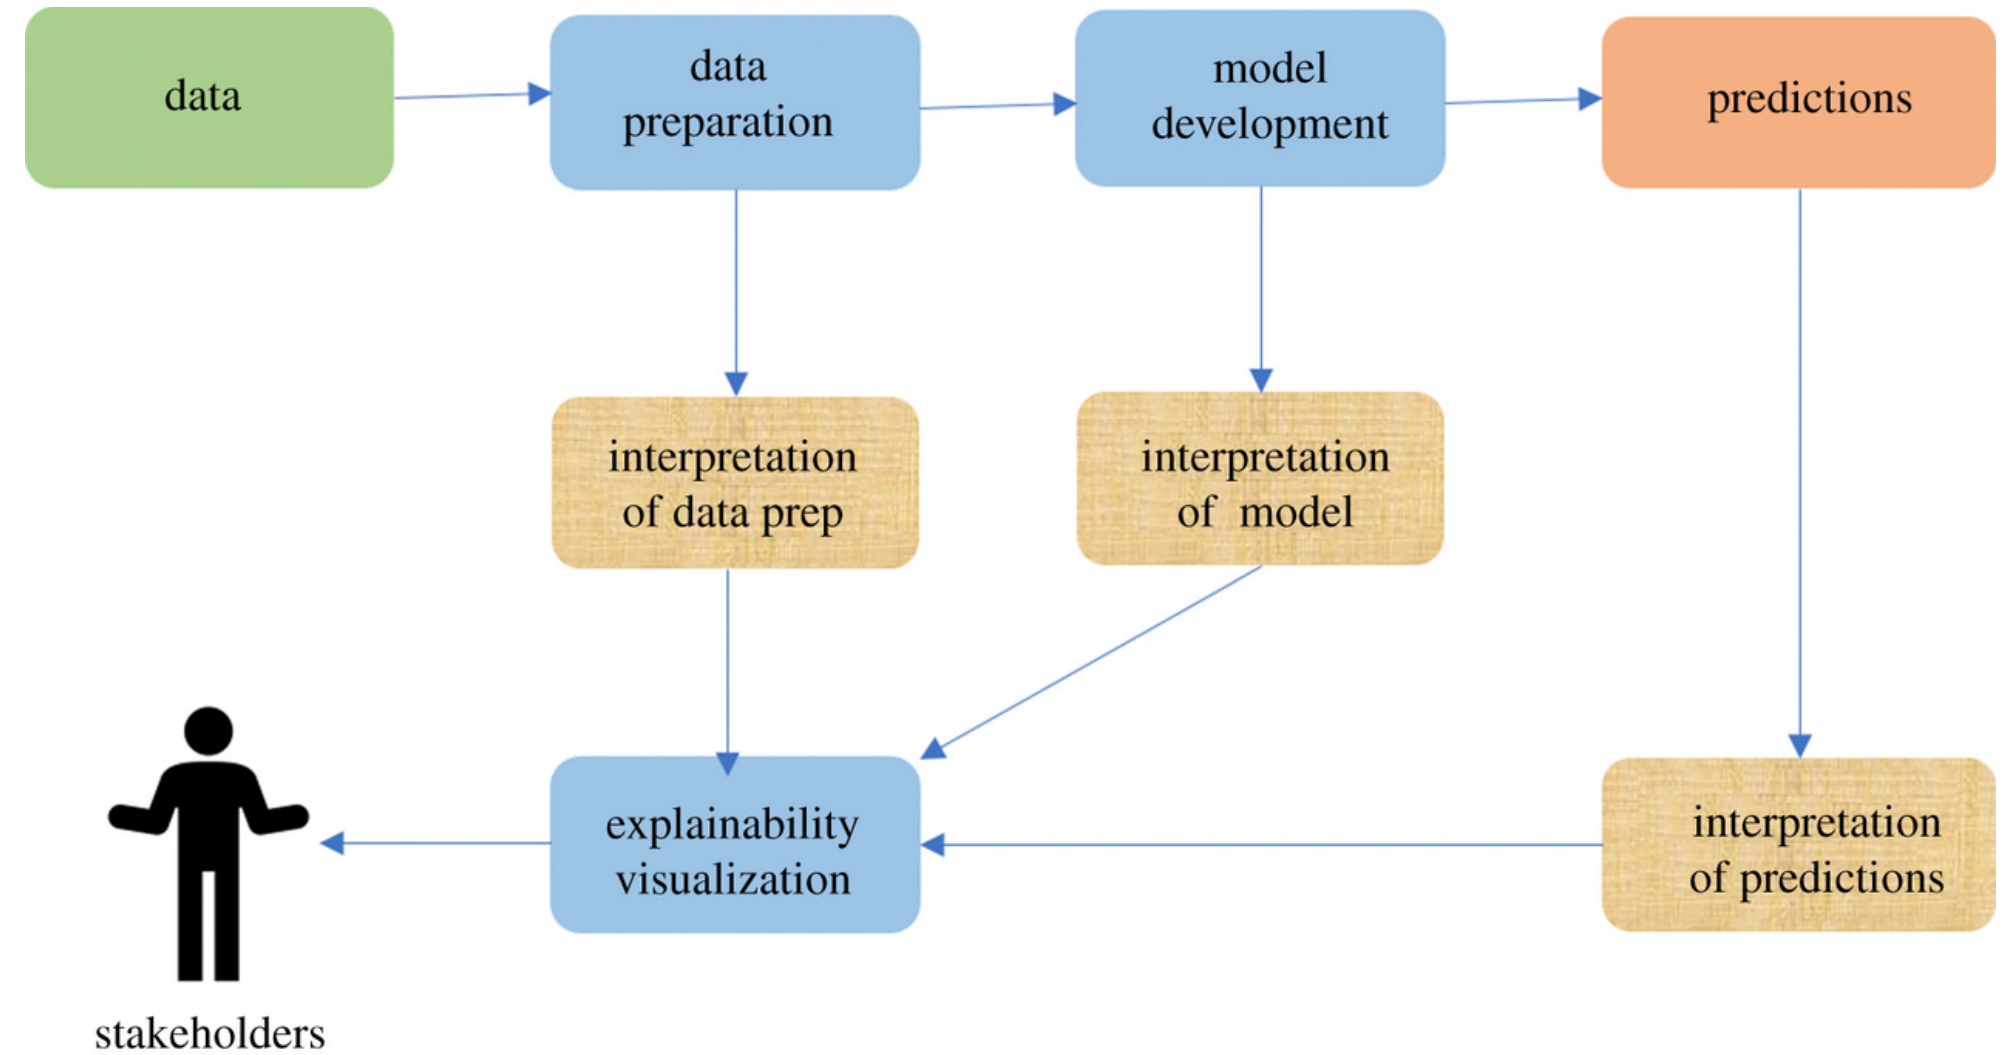 data
data
preparation
model
development
predictions
interpretation
of data prep
interpretation
of model
explainability
visualization
interpretation
of predictions
stakeholders